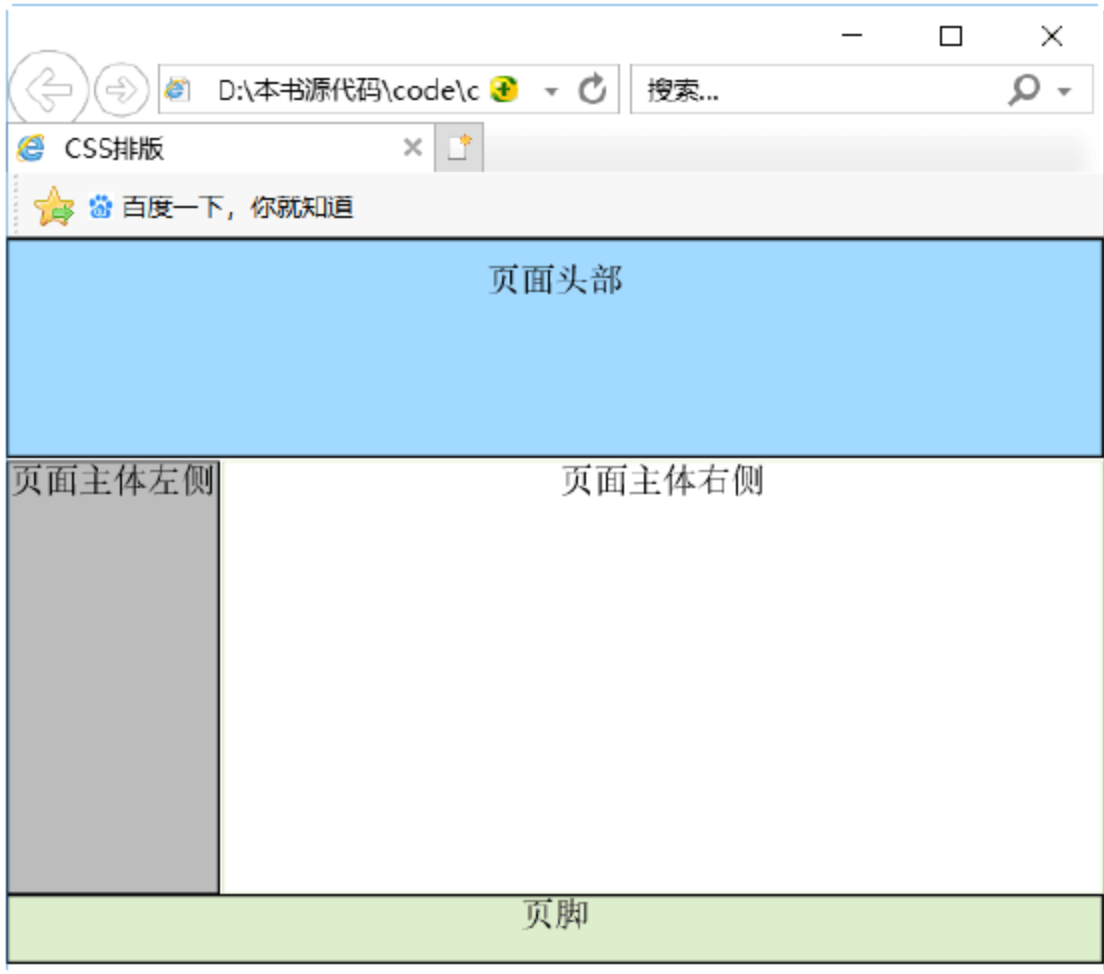 D:\本书源代码\code\c
搜索...
CSS排版
百度一下，你就知道
页面头部
页面主体左侧
页面主体右侧
页脚